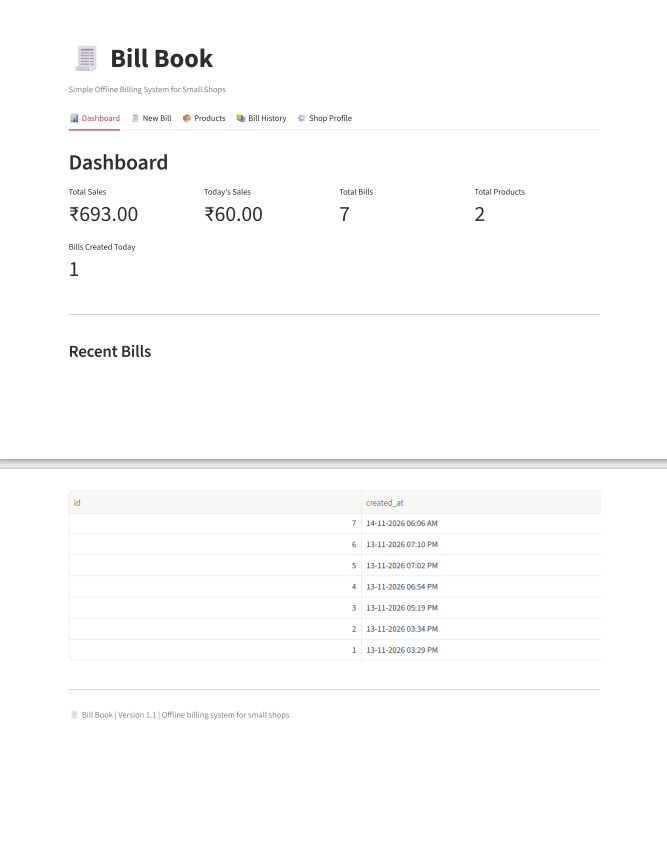 Bill Book
Simple Offline Billing System for Small Shops
Dashboard New Bill Products Bill History Shop Profile
Dashboard
Total Sales Today's Sales Total Bills Total Products
₹693.00 ₹60.00 7 2
Bills Created Today
1
Recent Bills
id created_at
7 14-11-2026 06:06 AM
6 13-11-2026 07:10 PM
5 13-11-2026 07:02 PM
4 13-11-2026 06:54 PM
3 13-11-2026 05:19 PM
2 13-11-2026 03:34 PM
1 13-11-2026 03:29 PM
Bill Book | Version 1.1 | Offline billing system for small shops